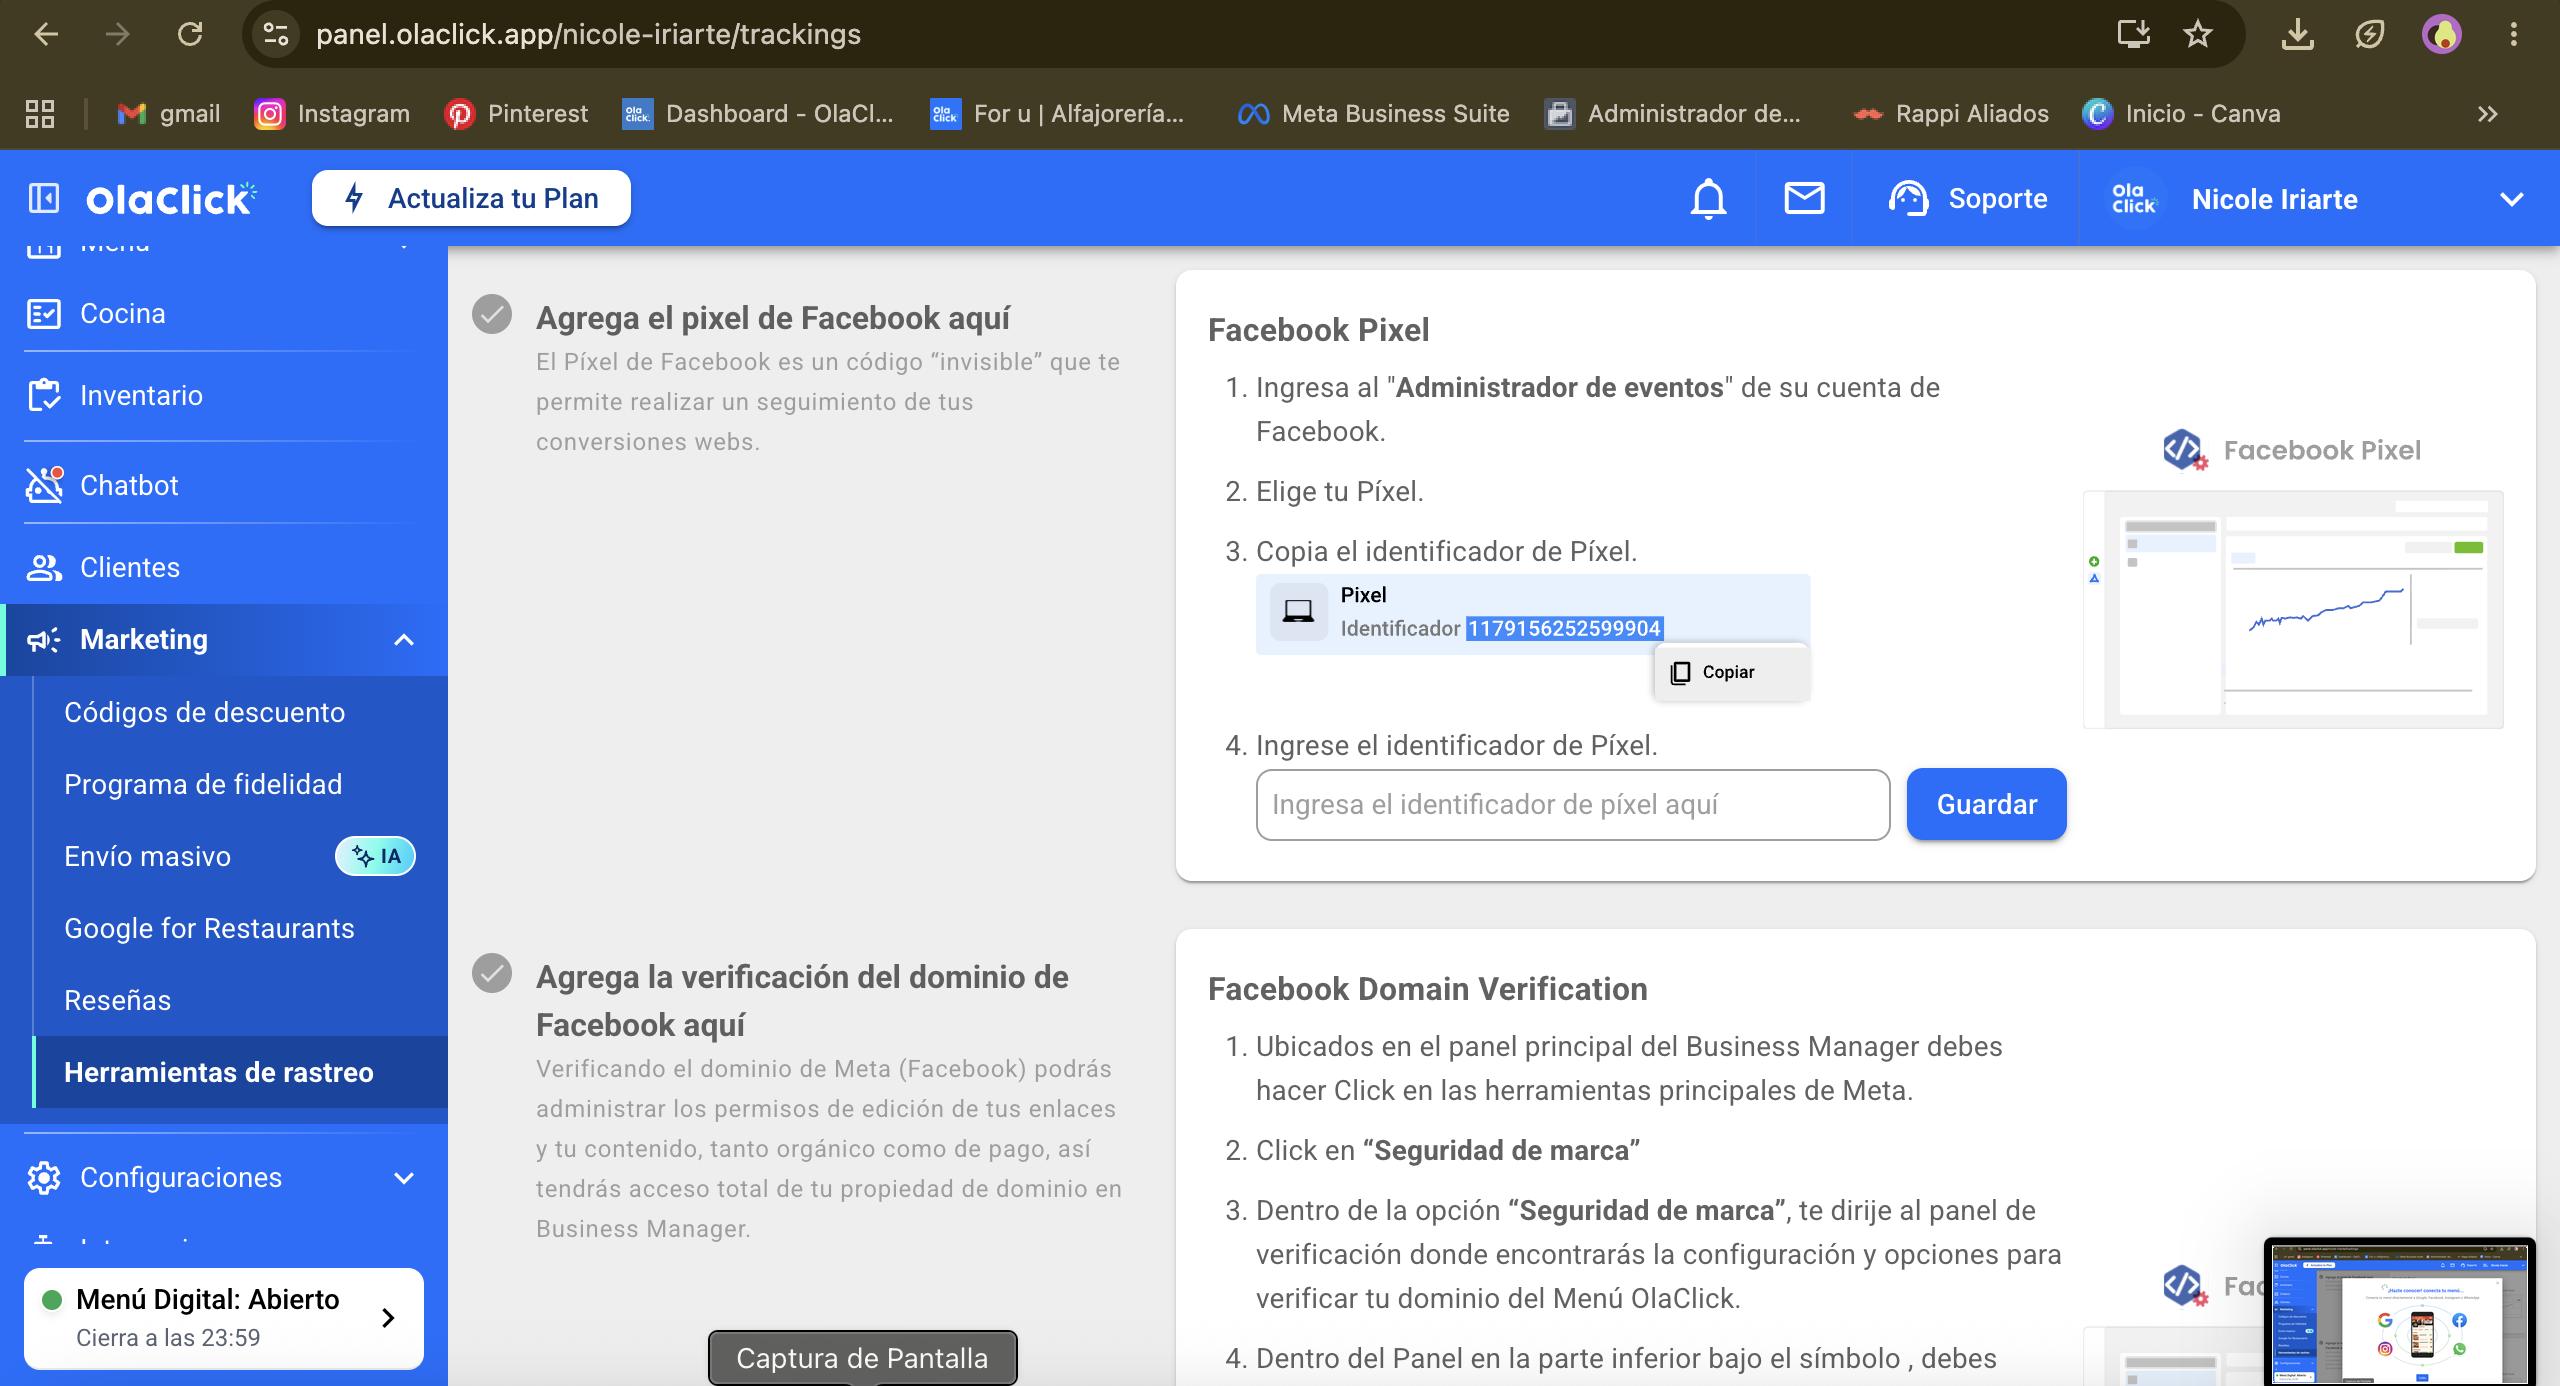 panel.olaclick.app/nicole-iriarte/trackings
gmail
Instagram
Pinterest
Dashboard - OlaCl...
For u | Alfajorería...
Meta Business Suite
Administrador de...
Rappi Aliados
Inicio - Canva
olaclick
Actualiza tu Plan
Soporte
Ola Click
Nicole Iriarte
Menú
Cocina
Inventario
Chatbot
Clientes
Marketing
Códigos de descuento
Programa de fidelidad
Envío masivo
IA
Google for Restaurants
Reseñas
Herramientas de rastreo
Configuraciones
Menú Digital: Abierto
Cierra a las 23:59
Agrega el pixel de Facebook aquí
El Píxel de Facebook es un código “invisible” que te
permite realizar un seguimiento de tus
conversiones webs.
Facebook Pixel
1. Ingresa al "Administrador de eventos" de su cuenta de
Facebook.
2. Elige tu Píxel.
3. Copia el identificador de Píxel.
Pixel
Identificador 1179156252599904
Copiar
4. Ingrese el identificador de Píxel.
Ingresa el identificador de píxel aquí
Guardar
Facebook Pixel
Agrega la verificación del dominio de
Facebook aquí
Verificando el dominio de Meta (Facebook) podrás
administrar los permisos de edición de tus enlaces
y tu contenido, tanto orgánico como de pago, así
tendrás acceso total de tu propiedad de dominio en
Business Manager.
Facebook Domain Verification
1. Ubicados en el panel principal del Business Manager debes
hacer Click en las herramientas principales de Meta.
2. Click en “Seguridad de marca”
3. Dentro de la opción “Seguridad de marca”, te dirije al panel de
verificación donde encontrarás la configuración y opciones para
verificar tu dominio del Menú OlaClick.
4. Dentro del Panel en la parte inferior bajo el símbolo , debes
Captura de Pantalla